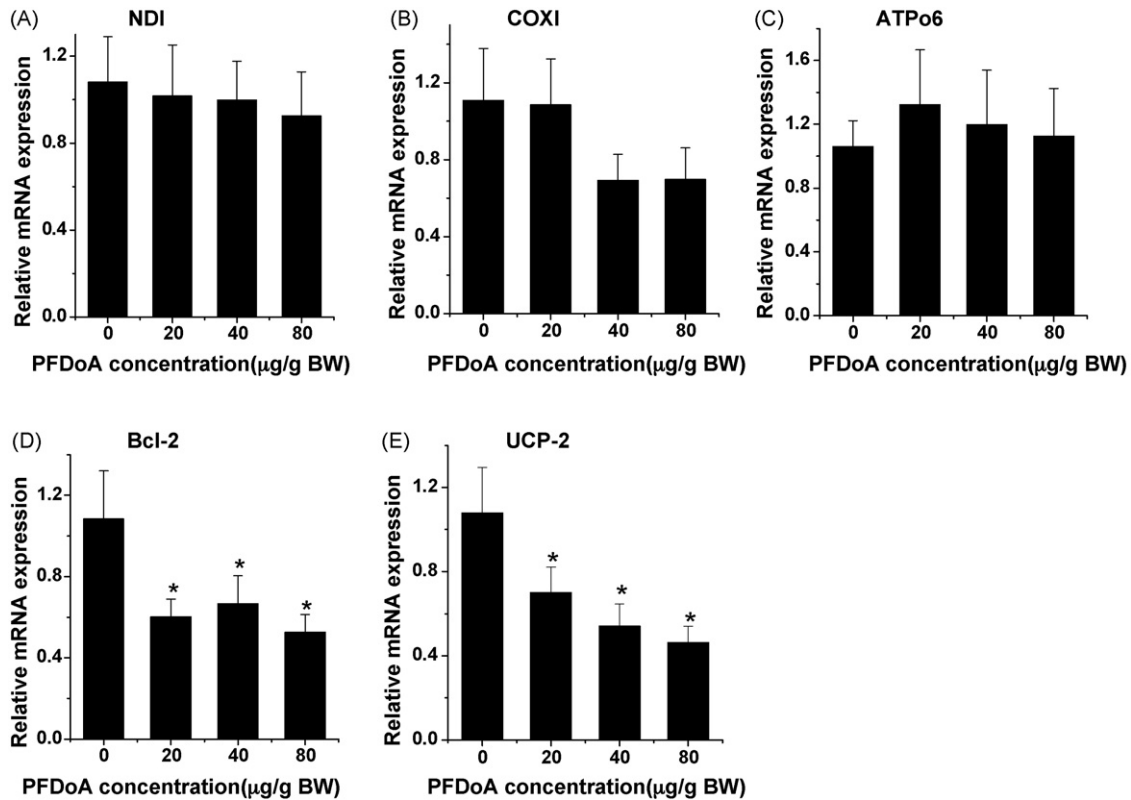 (A) NDI
Relative mRNA expression
1.2
0.8
0.4
0.0
0 20 40 80
PFDoA concentration(μg/g BW)
(B) COXI
Relative mRNA expression
1.2
0.8
0.4
0.0
0 20 40 80
PFDoA concentration(μg/g BW)
(C) ATPo6
Relative mRNA expression
1.6
1.2
0.8
0.4
0.0
0 20 40 80
PFDoA concentration(μg/g BW)
(D) Bcl-2
Relative mRNA expression
1.2
0.8
0.4
0.0
* * *
0 20 40 80
PFDoA concentration(μg/g BW)
(E) UCP-2
Relative mRNA expression
1.2
0.8
0.4
0.0
* * *
0 20 40 80
PFDoA concentration(μg/g BW)